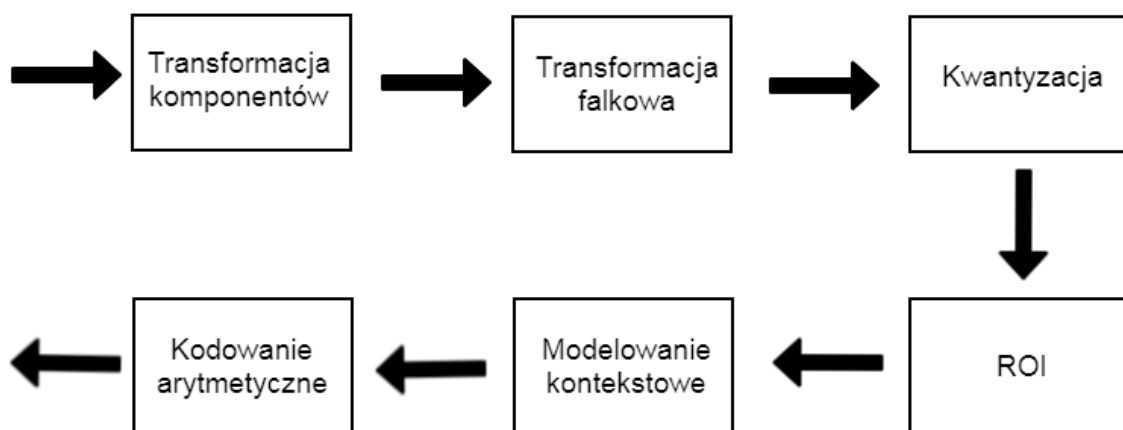 Transformacja
komponentów
Transformacja
falkowa
Kwantyzacja
ROI
Modelowanie
kontekstowe
Kodowanie
arytmetyczne